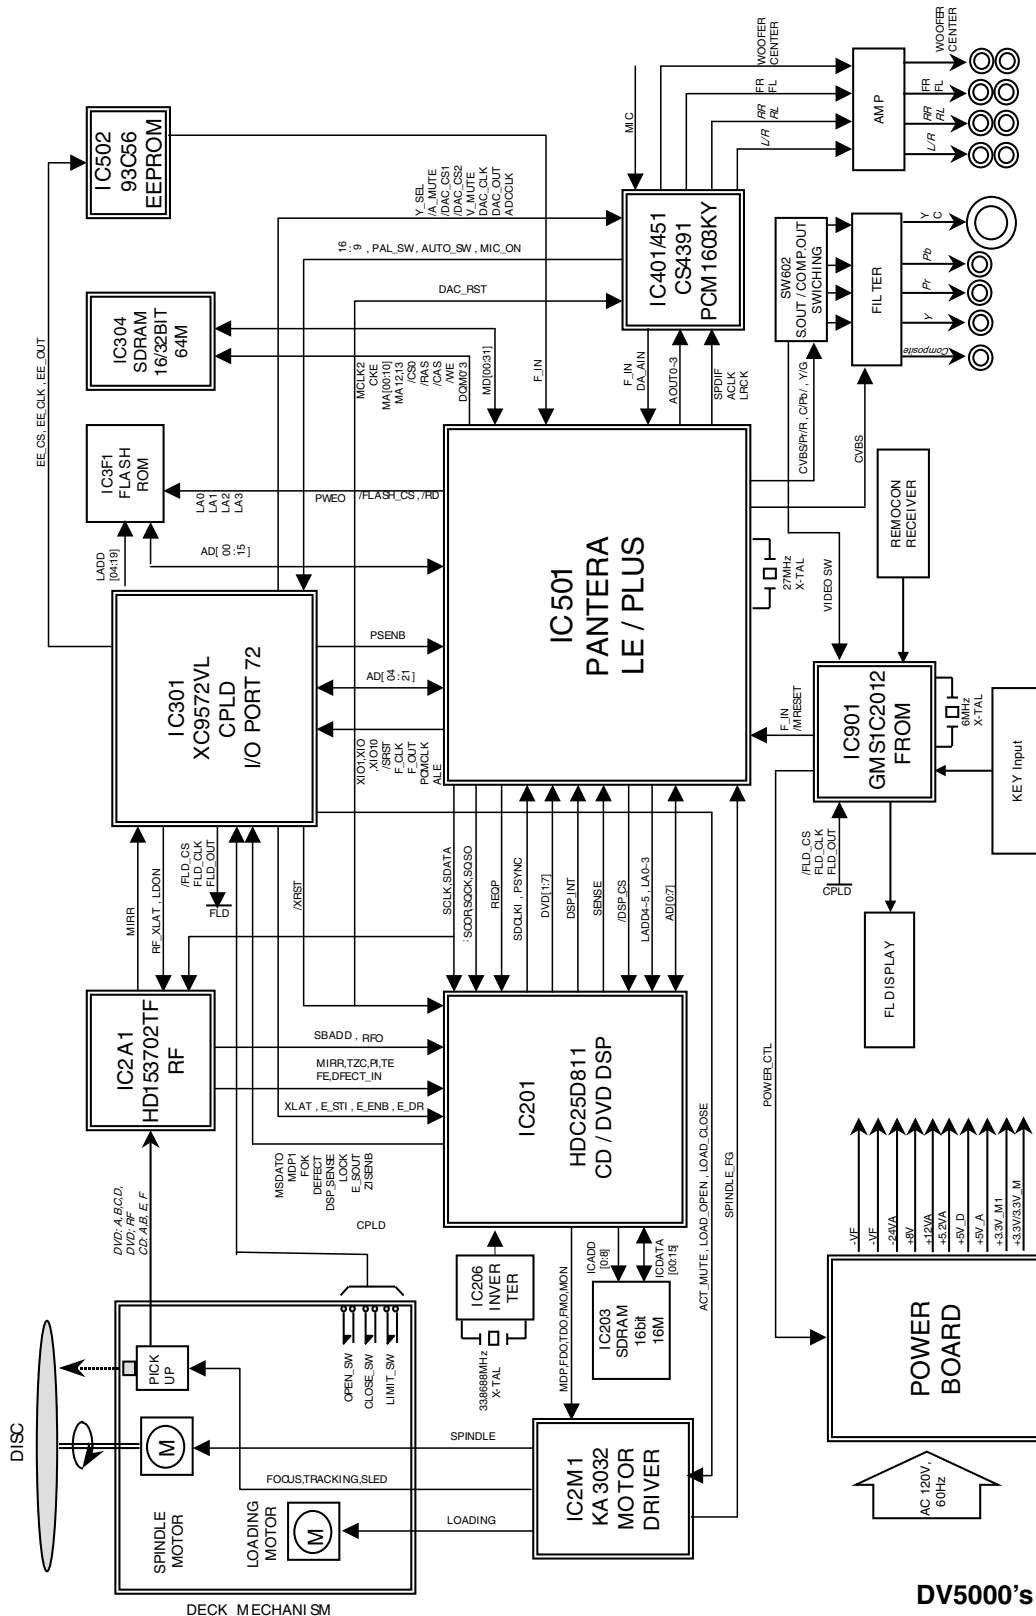 DISC
SPINDLE
MOTOR
M
LOADING
MOTOR
M
DECK MECHANISM
PICK
UP
OPEN_SW
CLOSE_SW
LIMIT_SW
DVD: A,B,C,D,
DVD: RF
CD: A,B, E, F
SPINDLE
FOCUS,TRACKING,SLED
LOADING
IC2M1
KA3032
MOTOR
DRIVER
IC2A1
HD153702TF
RF
MIRR
RF_XLAT , LDON
/FLD_CS
FLD_CLK
FLD_OUT
FLD
/XRST
SBADD , RFO
MIRR,TZC,PI,TE
FE,DFECT_IN
XLAT , E_STI , E_ENB , E_DR
MSDATO
MDP1
FOK
DEFECT
DSP_SENSE
LOCK
E_SOUT
ZISENB
CPLD
33.8688MHz
X-TAL
IC206
INVER
TER
IC201
HDC25D811
CD / DVD DSP
ICADD
[0:8]
ICDATA
[00:15]
IC203
SDRAM
16bit
16M
MDP,FDO,TDO,FMO,MON
ACT_MUTE , LOAD_OPEN , LOAD_CLOSE
SPINDLE_FG
IC301
XC9572VL
CPLD
I/O PORT 72
EE_CS, EE_CLK , EE_OUT
IC502
93C56
EEPROM
IC304
SDRAM
16/32BIT
64M
IC3F1
FLASH
ROM
LADD
[04:19]
AD[ 00 : 15 ]
LA0
LA1
LA2
LA3
PWEO
/FLASH_CS , /RD
PSENB
AD[ 04 : 21 ]
XIO1,XIO
,XIO10
/SRST
F_CLK
F_OUT
PCMCLK
ALE
SCLK,SDATA
SCOR,SQCK,SQSO
REQP
SDCLKI , PSYNC
DVD[1:7]
DSP_INT
SENSE
/DSP_CS
LADD4~5 , LA0~3
AD[0:7]
IC501
PANTERA
LE / PLUS
MCLK2
CKE
MA[00:10]
MA12,13
/CS0
/RAS
/CAS
/WE
DQM0'3
MD[00:31]
F_IN
16 : 9 , PAL_SW, AUTO_SW , MIC_ON
DAC_RST
Y_SEL
/A_MUTE
/DAC_CS1
/DAC_CS2
V_MUTE
DAC_CLK
DAC_OUT
ADCCLK
F_IN
DA_AIN
AOUT0~3
SPDIF
ACLK
LRCK
MIC
IC401/451
CS4391
PCM1603KY
WOOFER
CENTER
FR
FL
RR
RL
L/R
AMP
WOOFER
CENTER
FR
FL
RR
RL
L/R
SW602
S.OUT / COMP.OUT
SWICHING
CVBS/Pr/R , C/Pb/ , Y/G
CVBS
FILTER
Y
C
Pb
Pr
Y
Composite
27MHz
X-TAL
VIDEO SW
REMOCON
RECEIVER
F_IN
/MRESET
IC901
GMS1C2012
FROM
6MHz
X-TAL
KEY Input
/FLD_CS
FLD_CLK
FLD_OUT
CPLD
FL DISPLAY
POWER_CTL
-VF
-VF
-24VA
+8V
+12VA
+5.2VA
+5V_D
+5V_A
+3.3V_M1
+3.3V/3.3V_M
POWER
BOARD
AC 120V,
60Hz
DV5000's